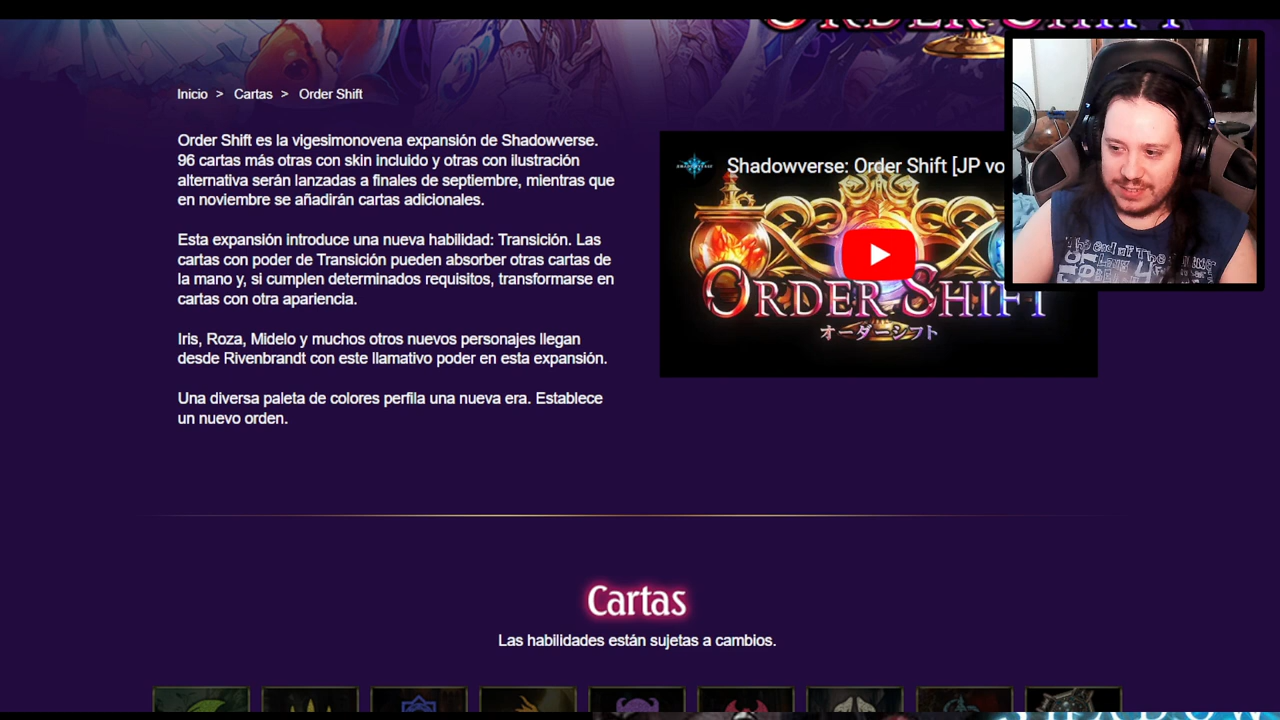 ORDER SHIFT
Inicio > Cartas > Order Shift
Order Shift es la vigesimonovena expansión de Shadowverse.
96 cartas más otras con skin incluido y otras con ilustración
alternativa serán lanzadas a finales de septiembre, mientras que
en noviembre se añadirán cartas adicionales.
Esta expansión introduce una nueva habilidad: Transición. Las
cartas con poder de Transición pueden absorber otras cartas de
la mano y, si cumplen determinados requisitos, transformarse en
cartas con otra apariencia.
Iris, Roza, Midelo y muchos otros nuevos personajes llegan
desde Rivenbrandt con este llamativo poder en esta expansión.
Una diversa paleta de colores perfila una nueva era. Establece
un nuevo orden.
Shadowverse: Order Shift [JP vo
ORDER SHIFT
オーダーシフト
Cartas
Las habilidades están sujetas a cambios.